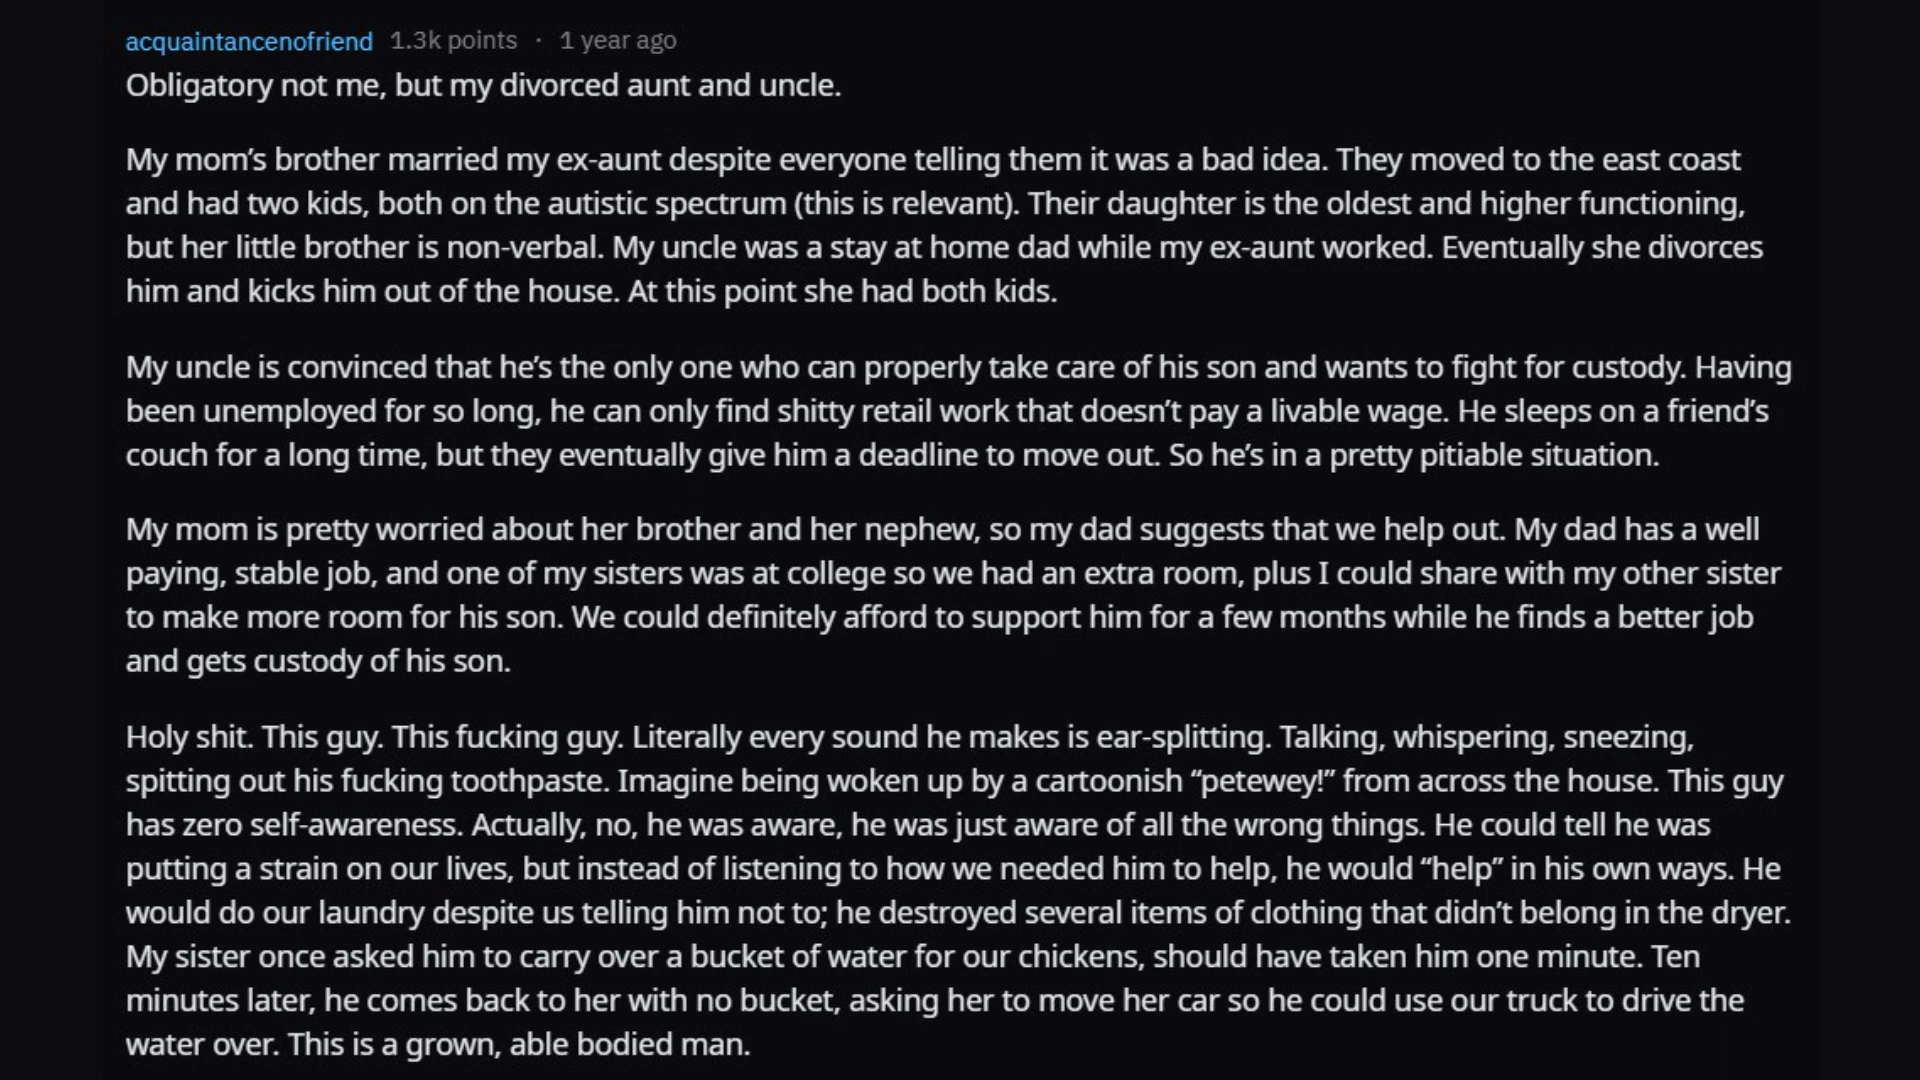 acquaintancenofriend 1.3k points · 1 year ago
Obligatory not me, but my divorced aunt and uncle.
My mom’s brother married my ex-aunt despite everyone telling them it was a bad idea. They moved to the east coast
and had two kids, both on the autistic spectrum (this is relevant). Their daughter is the oldest and higher functioning,
but her little brother is non-verbal. My uncle was a stay at home dad while my ex-aunt worked. Eventually she divorces
him and kicks him out of the house. At this point she had both kids.
My uncle is convinced that he’s the only one who can properly take care of his son and wants to fight for custody. Having
been unemployed for so long, he can only find shitty retail work that doesn’t pay a livable wage. He sleeps on a friend’s
couch for a long time, but they eventually give him a deadline to move out. So he’s in a pretty pitiable situation.
My mom is pretty worried about her brother and her nephew, so my dad suggests that we help out. My dad has a well
paying, stable job, and one of my sisters was at college so we had an extra room, plus I could share with my other sister
to make more room for his son. We could definitely afford to support him for a few months while he finds a better job
and gets custody of his son.
Holy shit. This guy. This fucking guy. Literally every sound he makes is ear-splitting. Talking, whispering, sneezing,
spitting out his fucking toothpaste. Imagine being woken up by a cartoonish “petewey!” from across the house. This guy
has zero self-awareness. Actually, no, he was aware, he was just aware of all the wrong things. He could tell he was
putting a strain on our lives, but instead of listening to how we needed him to help, he would “help” in his own ways. He
would do our laundry despite us telling him not to; he destroyed several items of clothing that didn’t belong in the dryer.
My sister once asked him to carry over a bucket of water for our chickens, should have taken him one minute. Ten
minutes later, he comes back to her with no bucket, asking her to move her car so he could use our truck to drive the
water over. This is a grown, able bodied man.